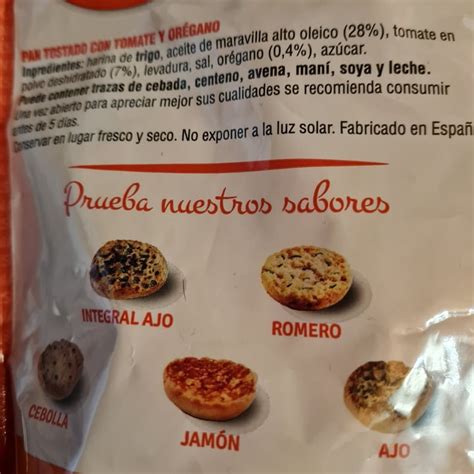 PAN TOSTADO CON TOMATE Y ORÉGANO
Ingredientes: harina de trigo, aceite de maravilla alto oleico (28%), tomate en
polvo deshidratado (7%), levadura, sal, orégano (0,4%), azúcar.
Puede contener trazas de cebada, centeno, avena, maní, soya y leche.
Una vez abierto para apreciar mejor sus cualidades se recomienda consumir
antes de 5 días.
Conservar en lugar fresco y seco. No exponer a la luz solar. Fabricado en Españ
Prueba nuestros sabores
INTEGRAL AJO
ROMERO
CEBOLLA
JAMÓN
AJO